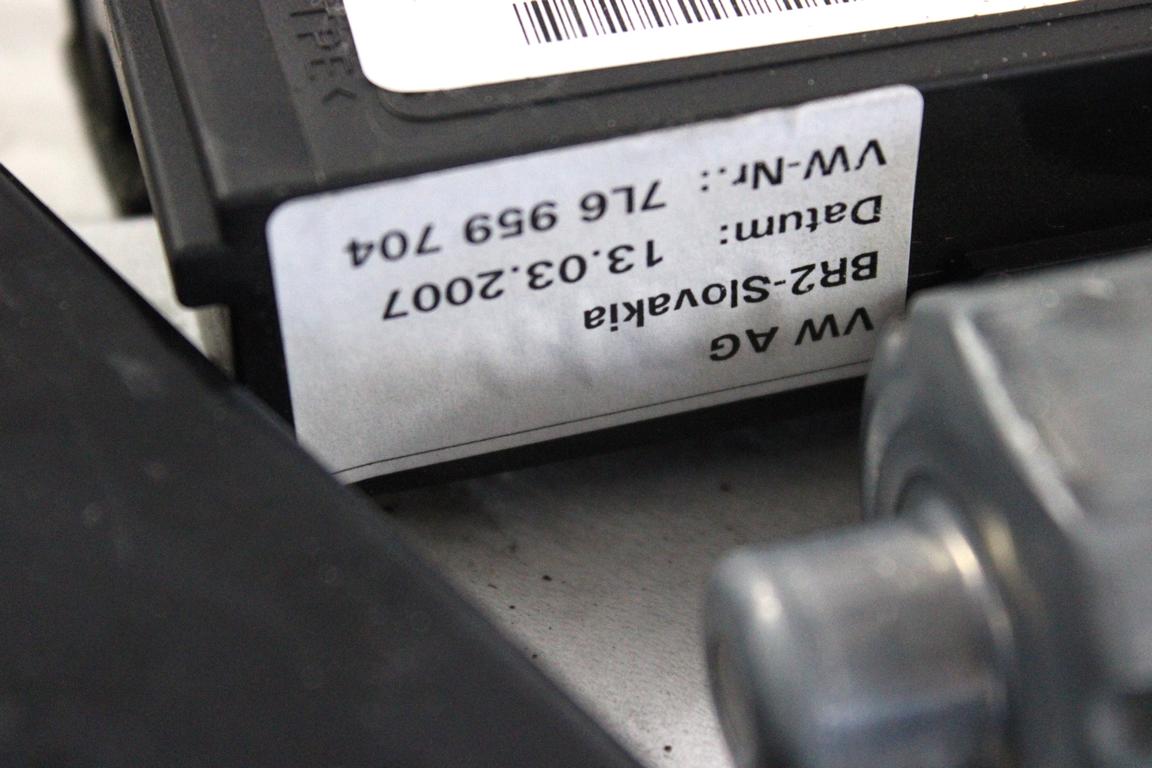 VW AG
BR2-Slovakia
Datum: 13.03.2007
VW-Nr.: 7L6 959 704